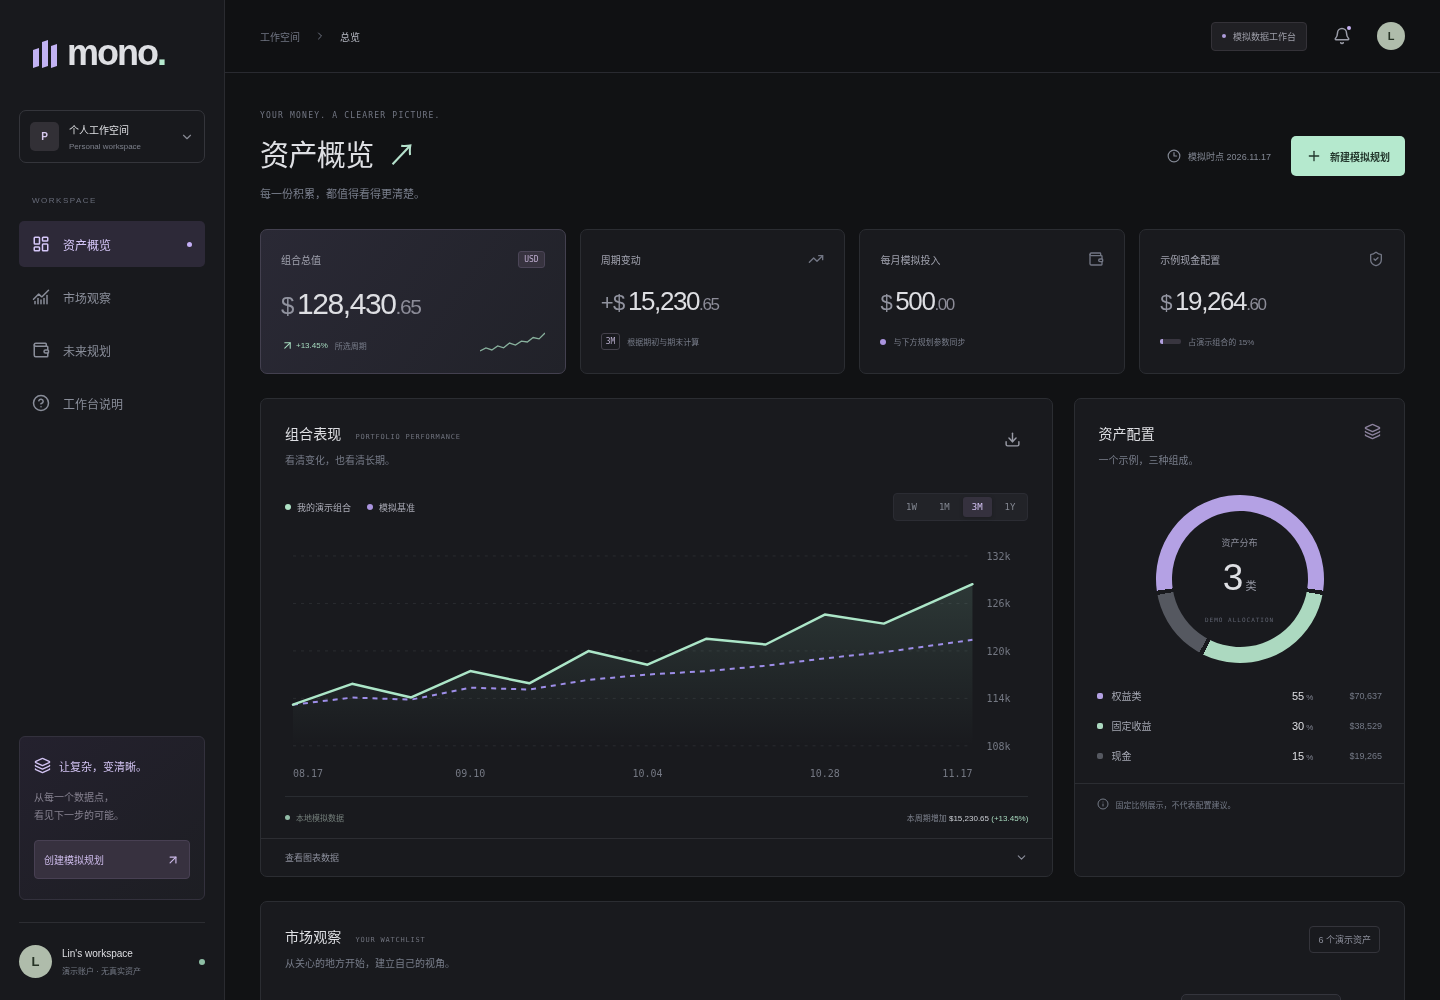 mono.
P
个人工作空间
Personal workspace
WORKSPACE
资产概览
市场观察
未来规划
工作台说明
让复杂，变清晰。
从每一个数据点，
看见下一步的可能。
创建模拟规划
L
Lin's workspace
演示账户 · 无真实资产
工作空间
总览
模拟数据工作台
L
YOUR MONEY. A CLEARER PICTURE.
资产概览
每一份积累，都值得看得更清楚。
模拟时点 2026.11.17
新建模拟规划
组合总值
USD
$128,430.65
+13.45% 所选周期
周期变动
+$15,230.65
3M 根据期初与期末计算
每月模拟投入
$500.00
与下方规划参数同步
示例现金配置
$19,264.60
占演示组合的 15%
组合表现 PORTFOLIO PERFORMANCE
看清变化，也看清长期。
我的演示组合
模拟基准
1W 1M 3M 1Y
132k
126k
120k
114k
108k
08.17 09.10 10.04 10.28 11.17
本地模拟数据
本周期增加 $15,230.65 (+13.45%)
查看图表数据
资产配置
一个示例，三种组成。
资产分布
3类
DEMO ALLOCATION
权益类 55 % $70,637
固定收益 30 % $38,529
现金 15 % $19,265
固定比例展示，不代表配置建议。
市场观察 YOUR WATCHLIST
从关心的地方开始，建立自己的视角。
6 个演示资产